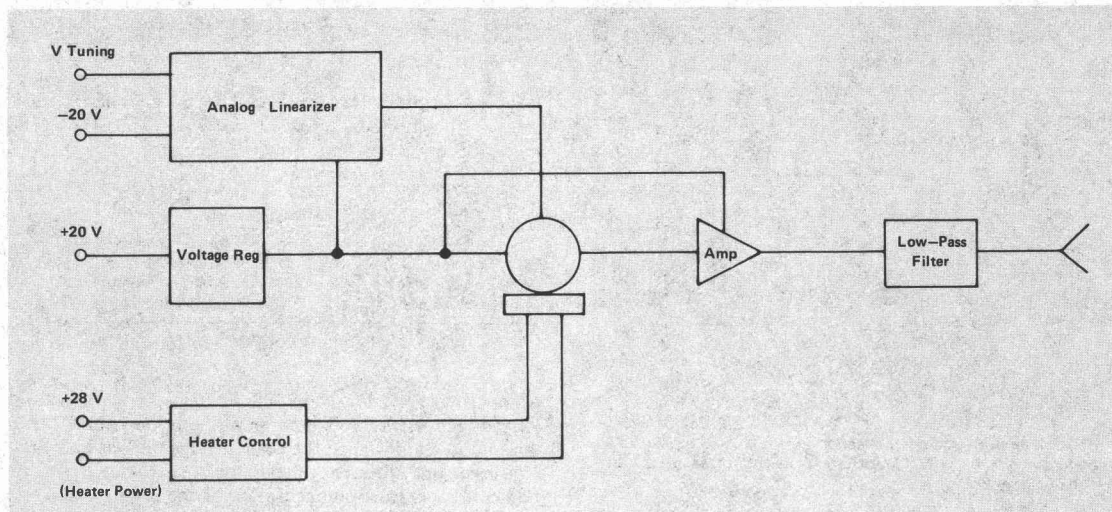 V Tuning
Analog Linearizer
−20 V
+20 V
Voltage Reg
Amp
Low–Pass
Filter
+28 V
Heater Control
(Heater Power)